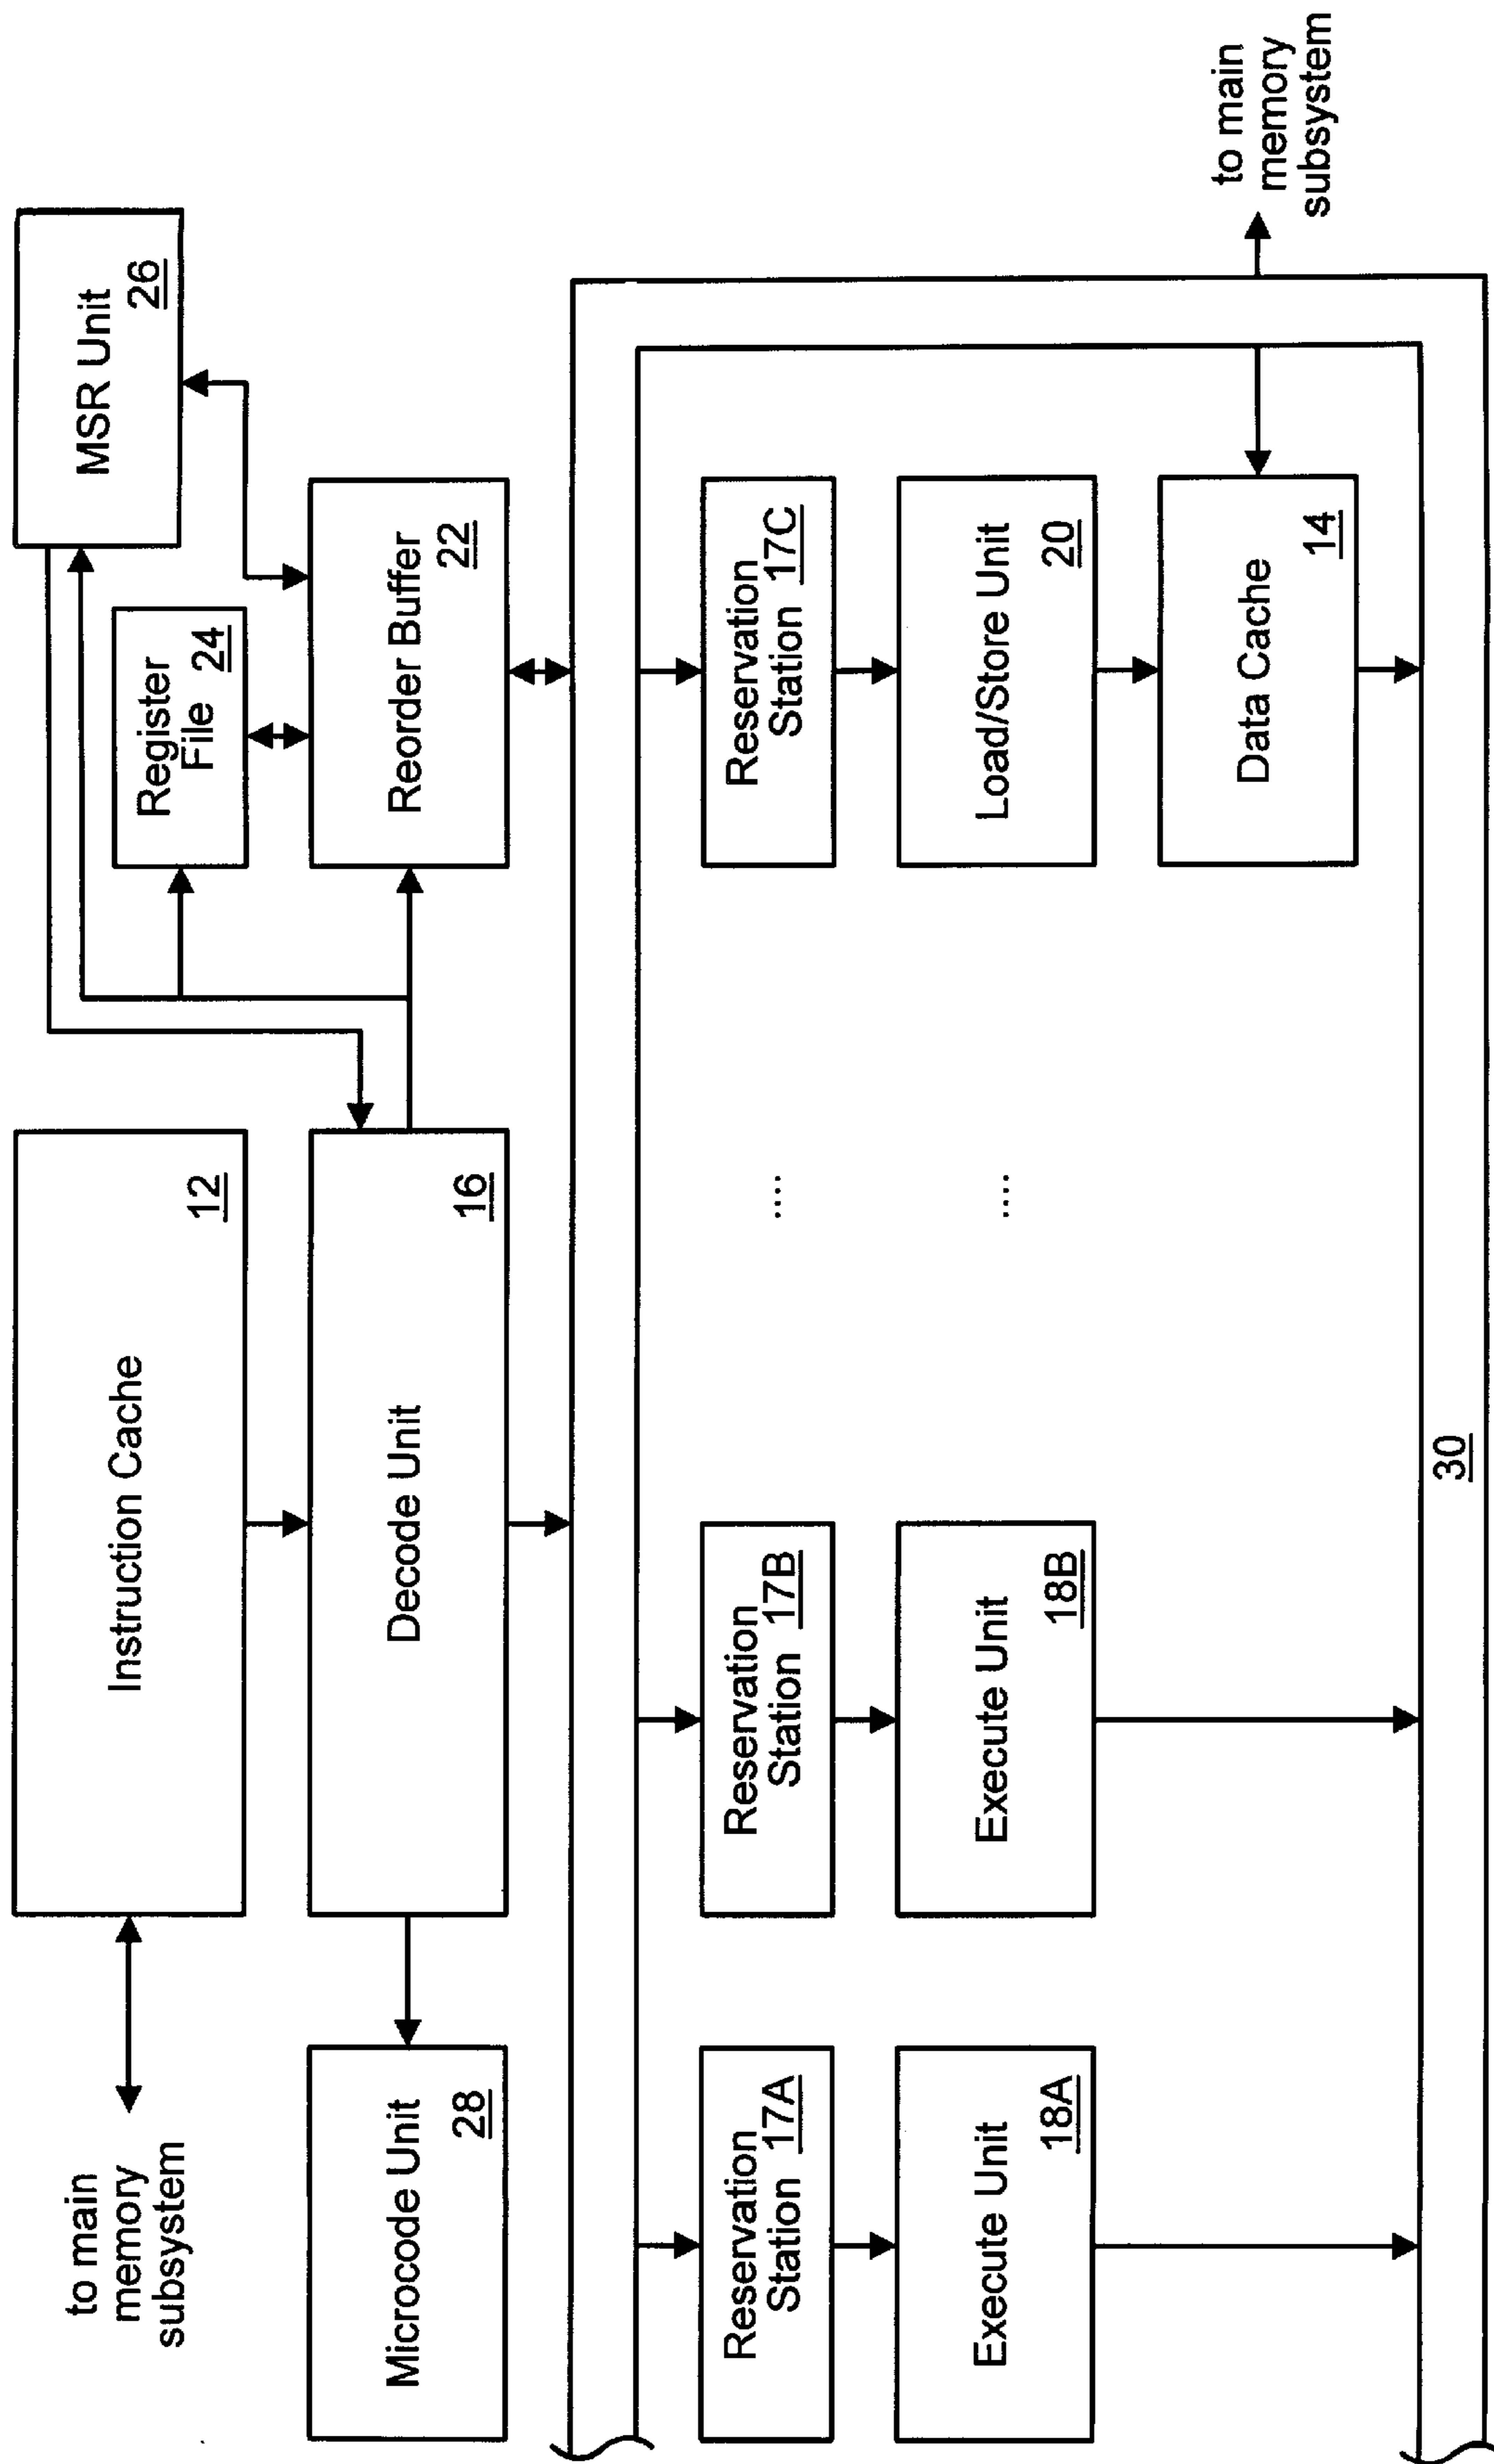 to main
memory
subsystem
Instruction Cache
12
MSR Unit
26
Register
File 24
Microcode Unit
28
Decode Unit
16
Reorder Buffer
22
Reservation
Station 17A
Reservation
Station 17B
....
Reservation
Station 17C
Execute Unit
18A
Execute Unit
18B
....
Load/Store Unit
20
Data Cache
14
to main
memory
subsystem
30